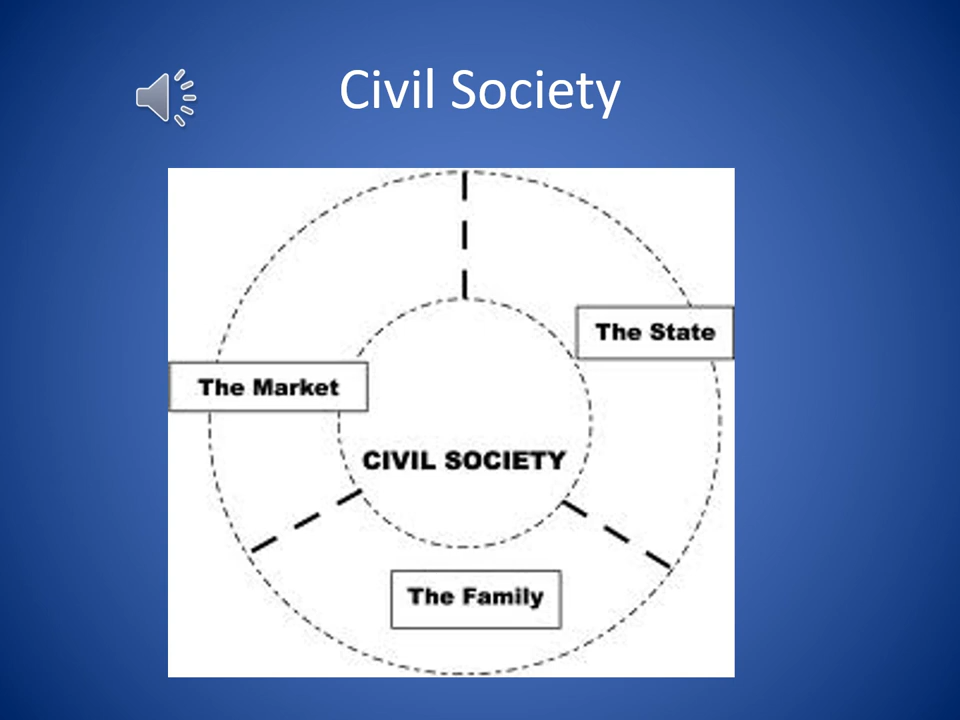 Civil Society
The State
The Market
CIVIL SOCIETY
The Family